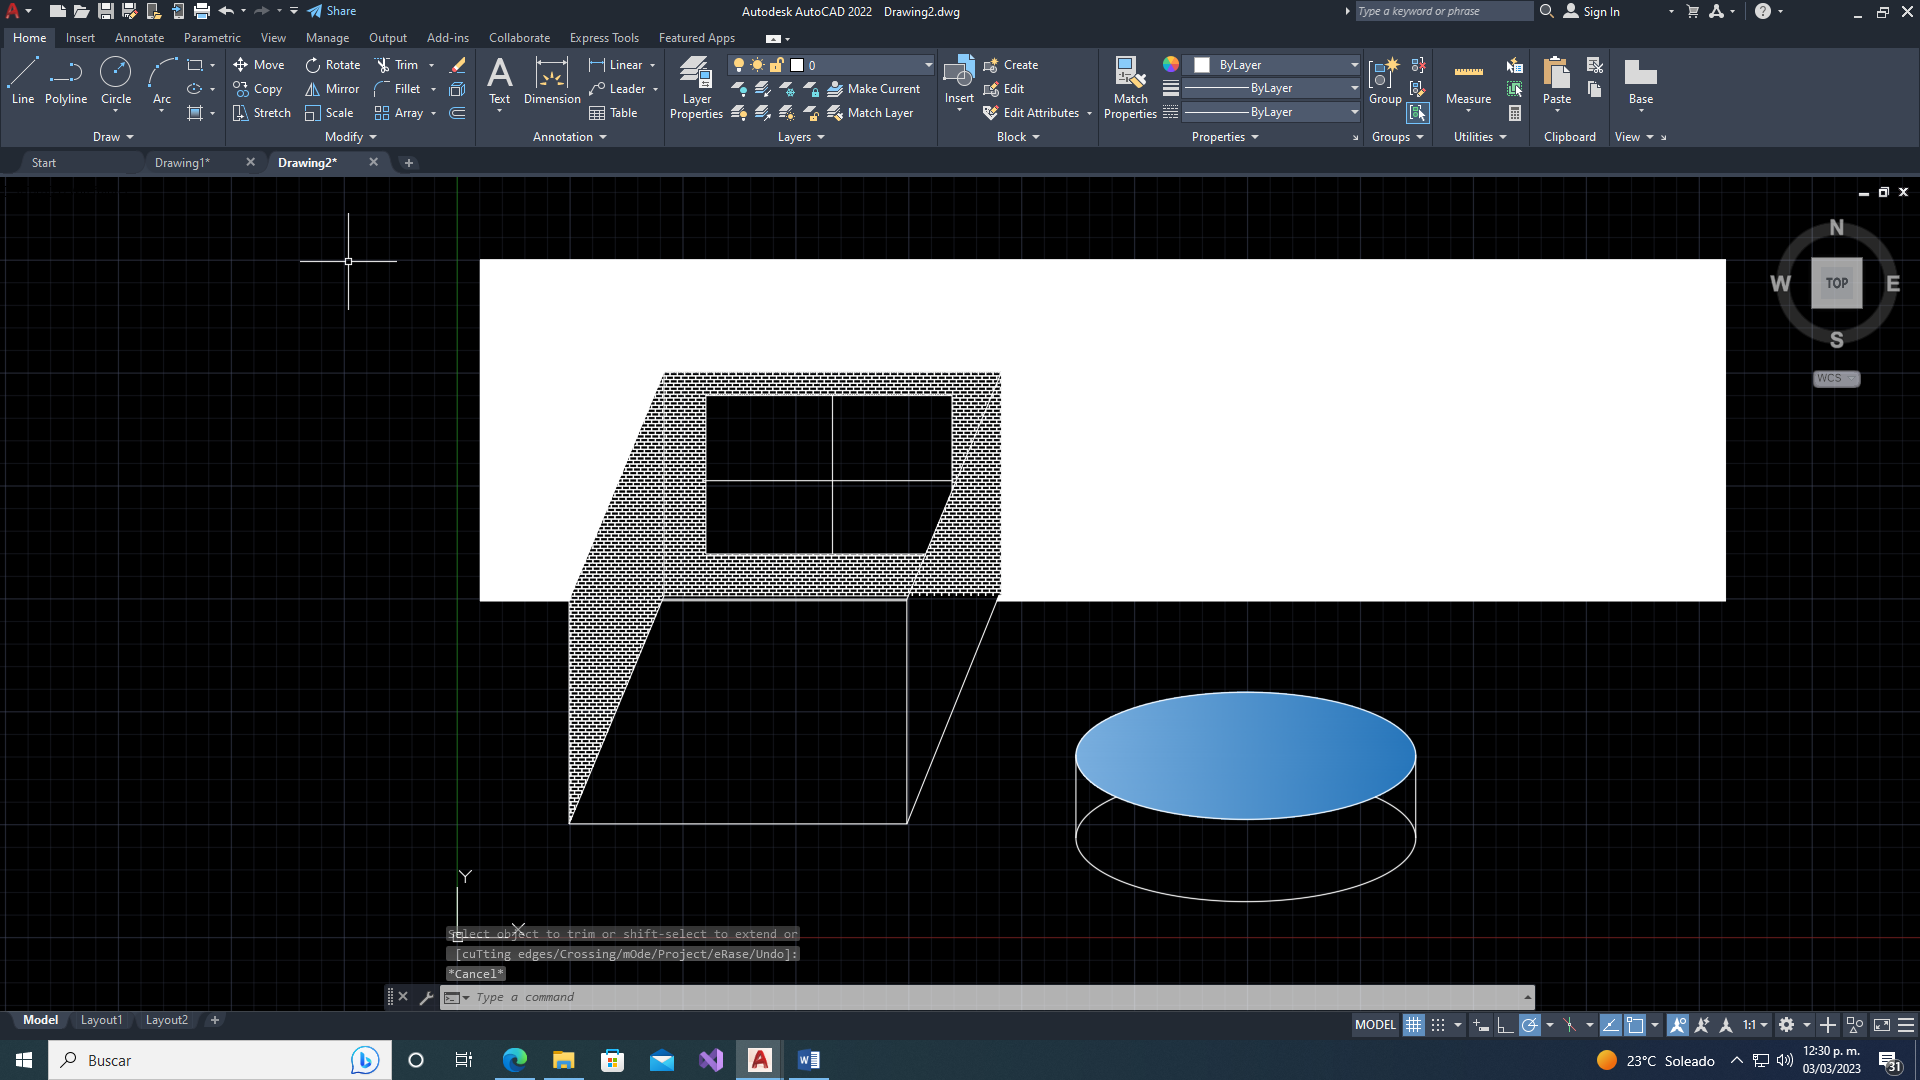 Share
Autodesk AutoCAD 2022 Drawing2.dwg
Type a keyword or phrase
Sign In
Home Insert Annotate Parametric View Manage Output Add-ins Collaborate Express Tools Featured Apps
Line Polyline Circle Arc
Move Rotate Trim
Copy Mirror Fillet
Stretch Scale Array
Text Dimension
Linear
Leader
Table
Layer
Properties
0
Make Current
Match Layer
Insert
Create
Edit
Edit Attributes
Match
Properties
ByLayer
ByLayer
ByLayer
Group
Measure
Paste
Base
Draw Modify Annotation Layers Block Properties Groups Utilities Clipboard View
Start Drawing1* Drawing2*
N
W TOP E
S
WCS
Y
X
Select object to trim or shift-select to extend or
[cuTting edges/Crossing/mOde/Project/eRase/Undo]:
*Cancel*
Type a command
Model Layout1 Layout2
MODEL 1:1
Buscar
23°C Soleado
12:30 p. m.
03/03/2023
31